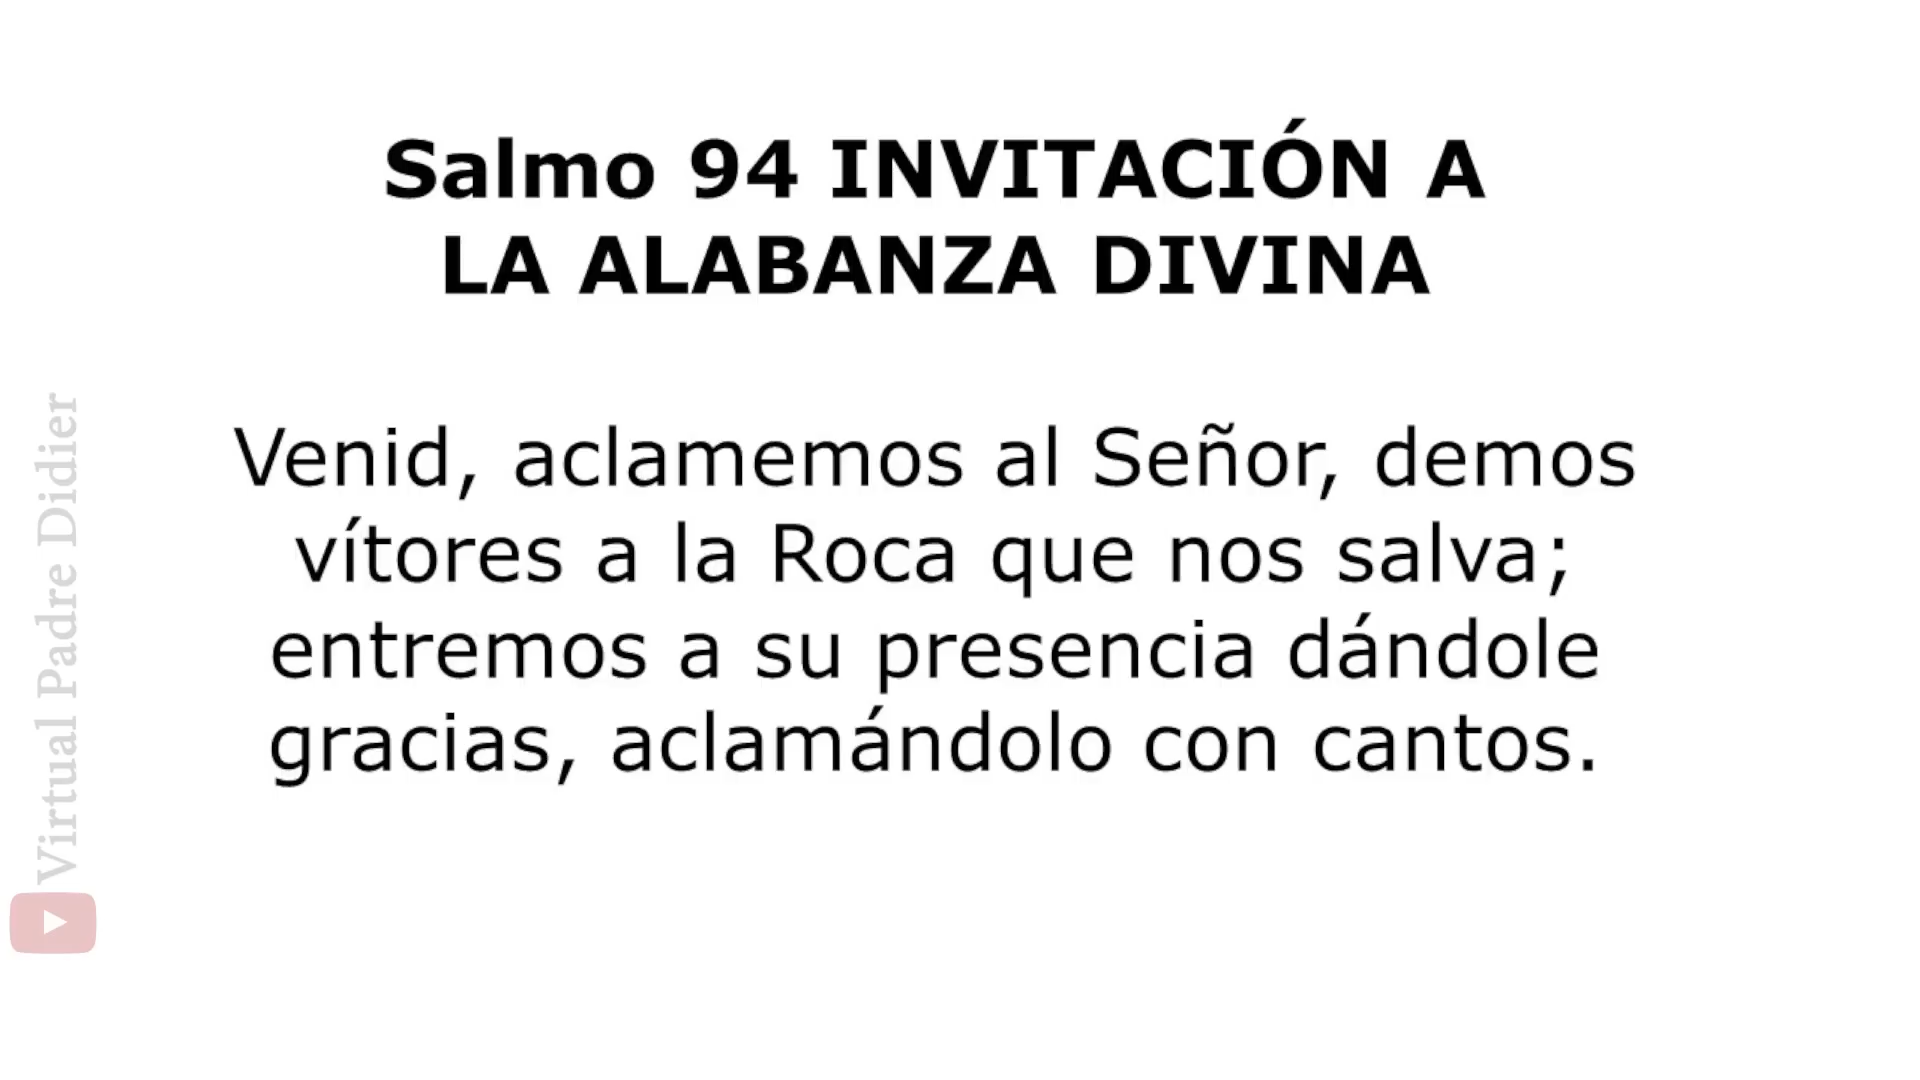 Salmo 94 INVITACIÓN A
LA ALABANZA DIVINA
Venid, aclamemos al Señor, demos
vítores a la Roca que nos salva;
entremos a su presencia dándole
gracias, aclamándolo con cantos.
Virtual Padre Didier